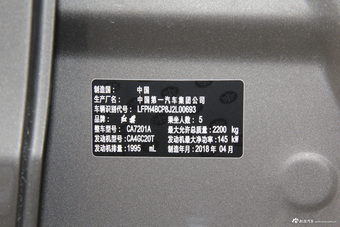 制造国： 中国
生产厂名： 中国第一汽车集团公司
车辆识别代号： LFPH4BCP8J2L00693
品牌： 红旗 乘坐人数： 5
整车型号： CA7201A 最大允许总质量： 2200 kg
发动机型号： CA4GC20T 发动机最大净功率： 145 kW
发动机排量： 1995 mL 制造年月： 2018 年 04 月